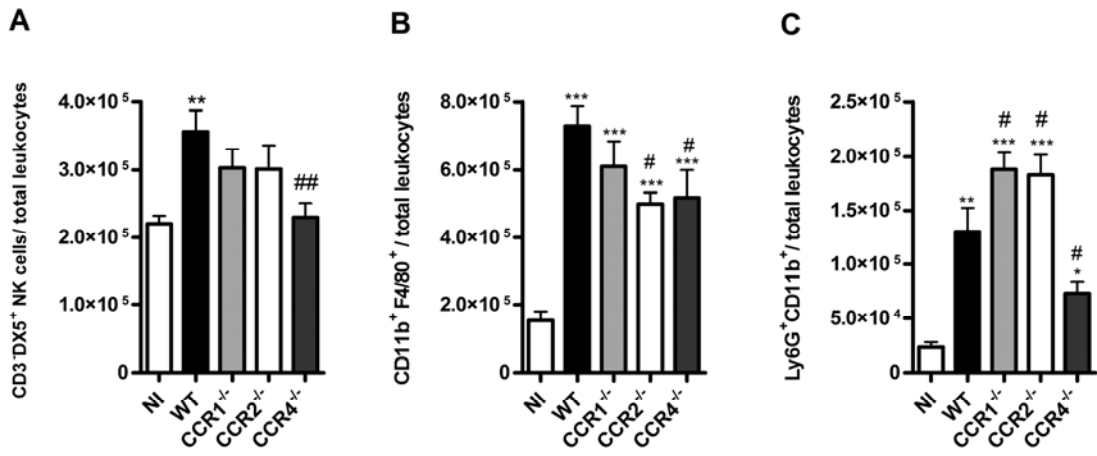 A
CD3⁻DX5⁺ NK cells/ total leukocytes
4.0×10⁵
3.0×10⁵
2.0×10⁵
1.0×10⁵
0
**
##
NI
WT
CCR1⁻/⁻
CCR2⁻/⁻
CCR4⁻/⁻
B
CD11b⁺ F4/80⁺ / total leukocytes
8.0×10⁵
6.0×10⁵
4.0×10⁵
2.0×10⁵
0
***
***
#
***
#
***
NI
WT
CCR1⁻/⁻
CCR2⁻/⁻
CCR4⁻/⁻
C
Ly6G⁺CD11b⁺/ total leukocytes
2.5×10⁵
2.0×10⁵
1.5×10⁵
1.0×10⁵
5.0×10⁴
0
**
#
***
#
***
#
*
NI
WT
CCR1⁻/⁻
CCR2⁻/⁻
CCR4⁻/⁻